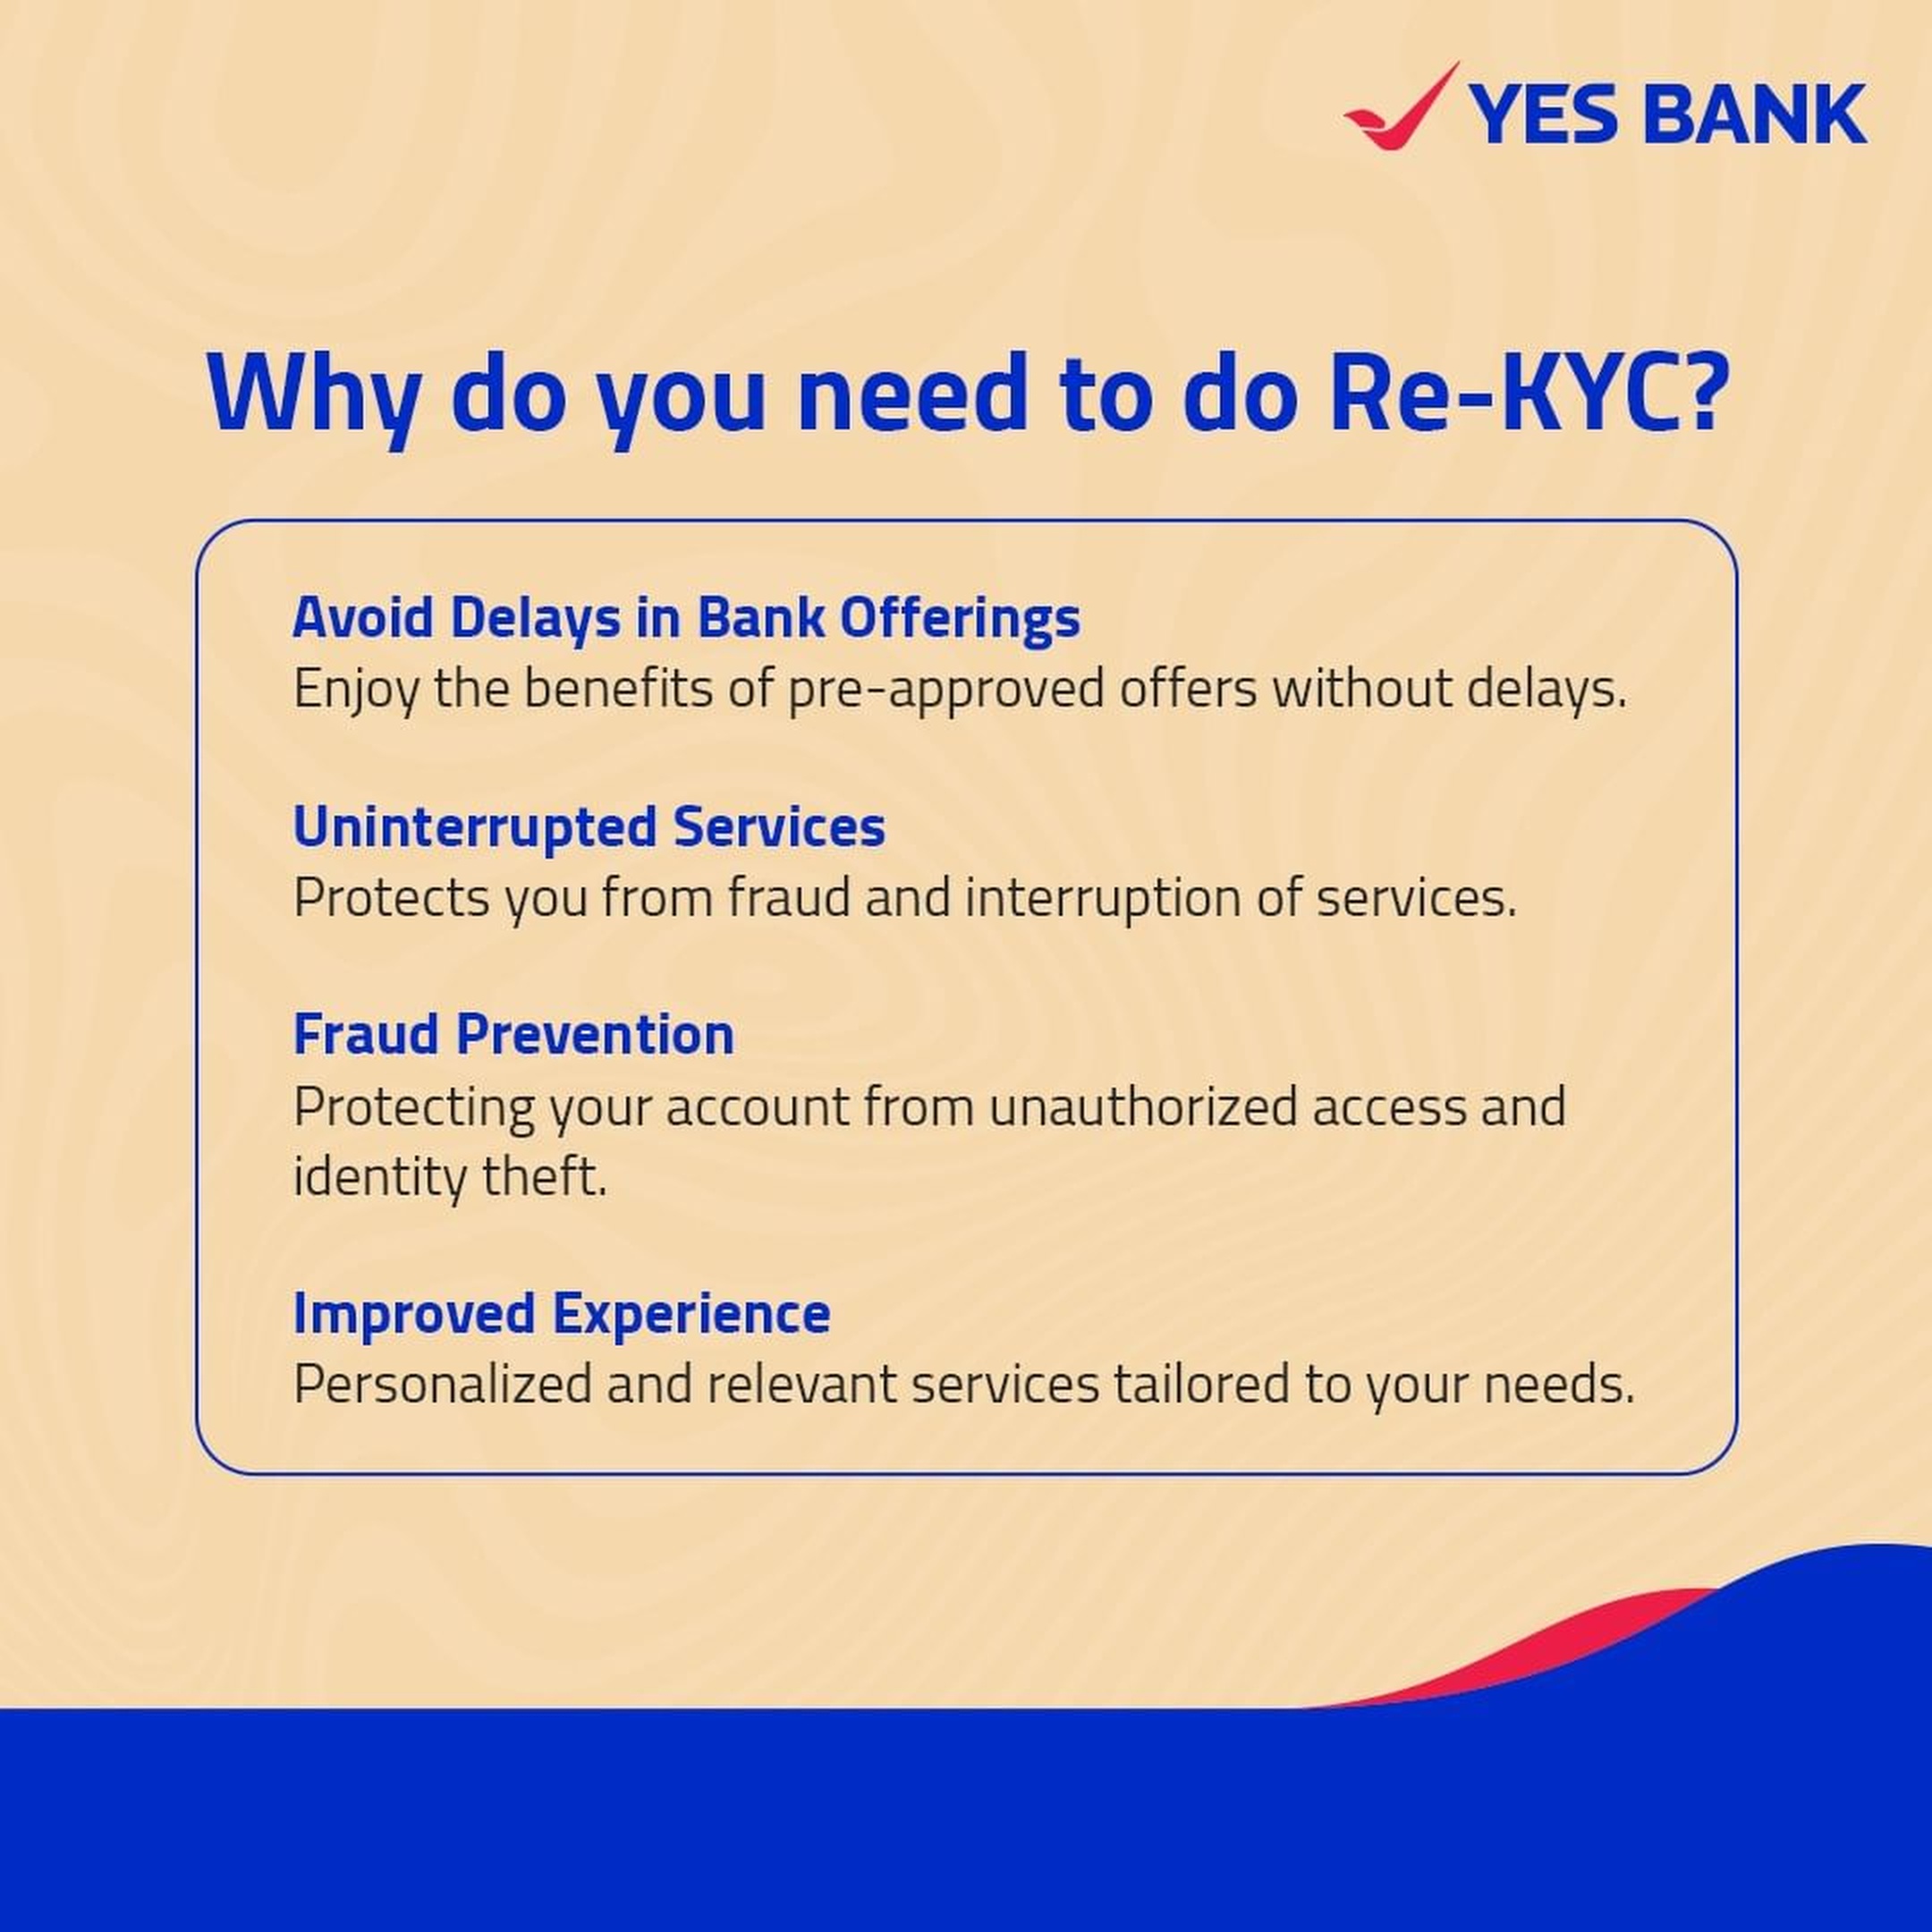 YES BANK
Why do you need to do Re-KYC?
Avoid Delays in Bank Offerings
Enjoy the benefits of pre-approved offers without delays.
Uninterrupted Services
Protects you from fraud and interruption of services.
Fraud Prevention
Protecting your account from unauthorized access and
identity theft.
Improved Experience
Personalized and relevant services tailored to your needs.